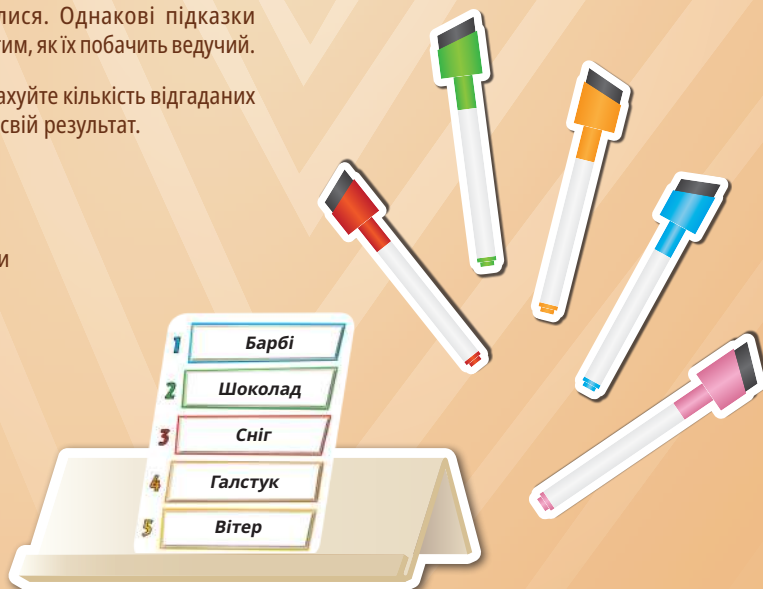 лися. Однакові підказки
тим, як їх побачить ведучий.
ахуйте кількість відгаданих
свій результат.
и
1 Барбі
2 Шоколад
3 Сніг
4 Галстук
5 Вітер